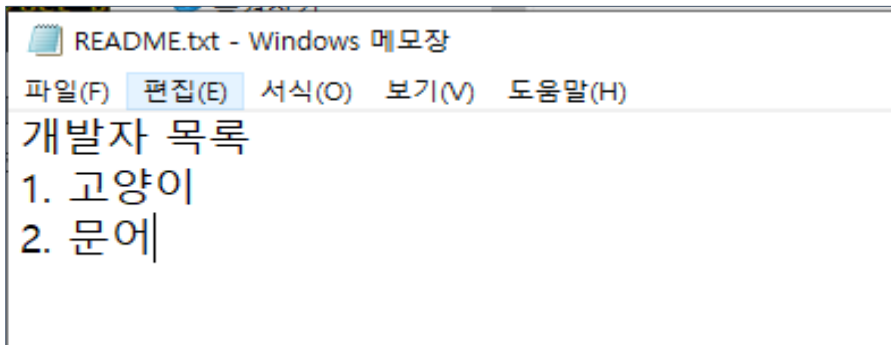 README.txt - Windows 메모장
파일(F) 편집(E) 서식(O) 보기(V) 도움말(H)
개발자 목록
1. 고양이
2. 문어